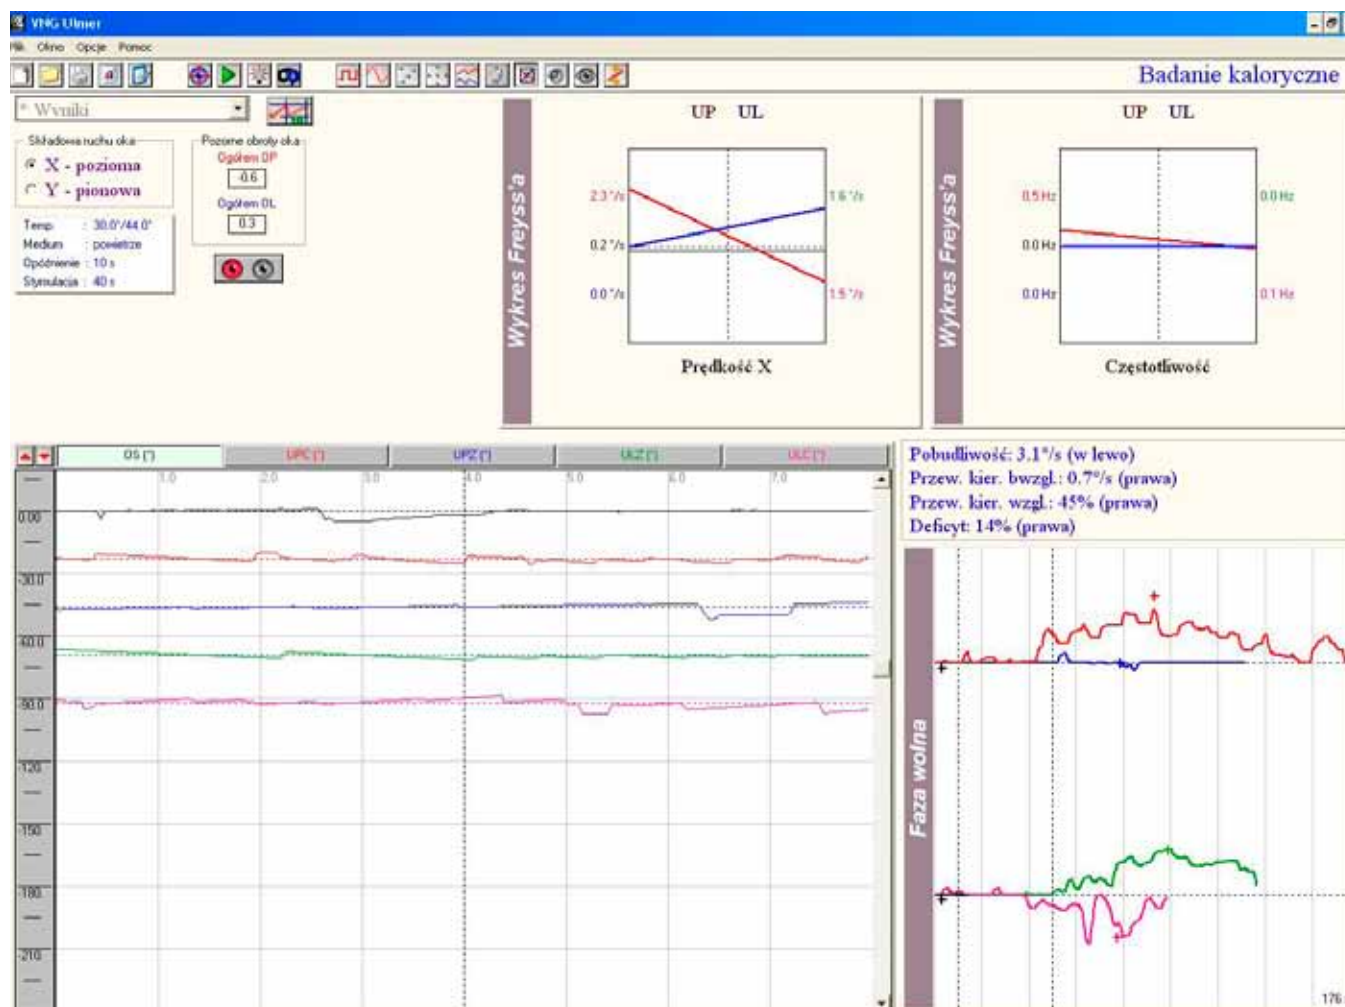 VNG Ulmer
Plik Okno Opcje Pomoc
Badanie kaloryczne
* Wyniki
Składowa ruchu oka
X - pozioma
Y - pionowa
Pozorne obroty oka
Ogółem OP
-0.6
Ogółem OL
0.3
Temp. : 30.0°/44.0°
Medium : powietrze
Opóźnienie : 10 s
Stymulacja : 40 s
Wykres Freyss'a
UP UL
2.3 °/s
1.6 °/s
0.2 °/s
0.0 °/s
1.5 °/s
Prędkość X
Wykres Freyss'a
UP UL
0.5 Hz
0.0 Hz
0.0 Hz
0.0 Hz
0.1 Hz
Częstotliwość
OS (°) UPC (°) UPZ (°) ULZ (°) ULC (°)
1.0 2.0 3.0 4.0 5.0 6.0 7.0
0.00
-30.0
-60.0
-90.0
-120.
-150.
-180.
-210.
Pobudliwość: 3.1°/s (w lewo)
Przew. kier. bwzgl.: 0.7°/s (prawa)
Przew. kier. wzgl.: 45% (prawa)
Deficyt: 14% (prawa)
Faza wolna
176